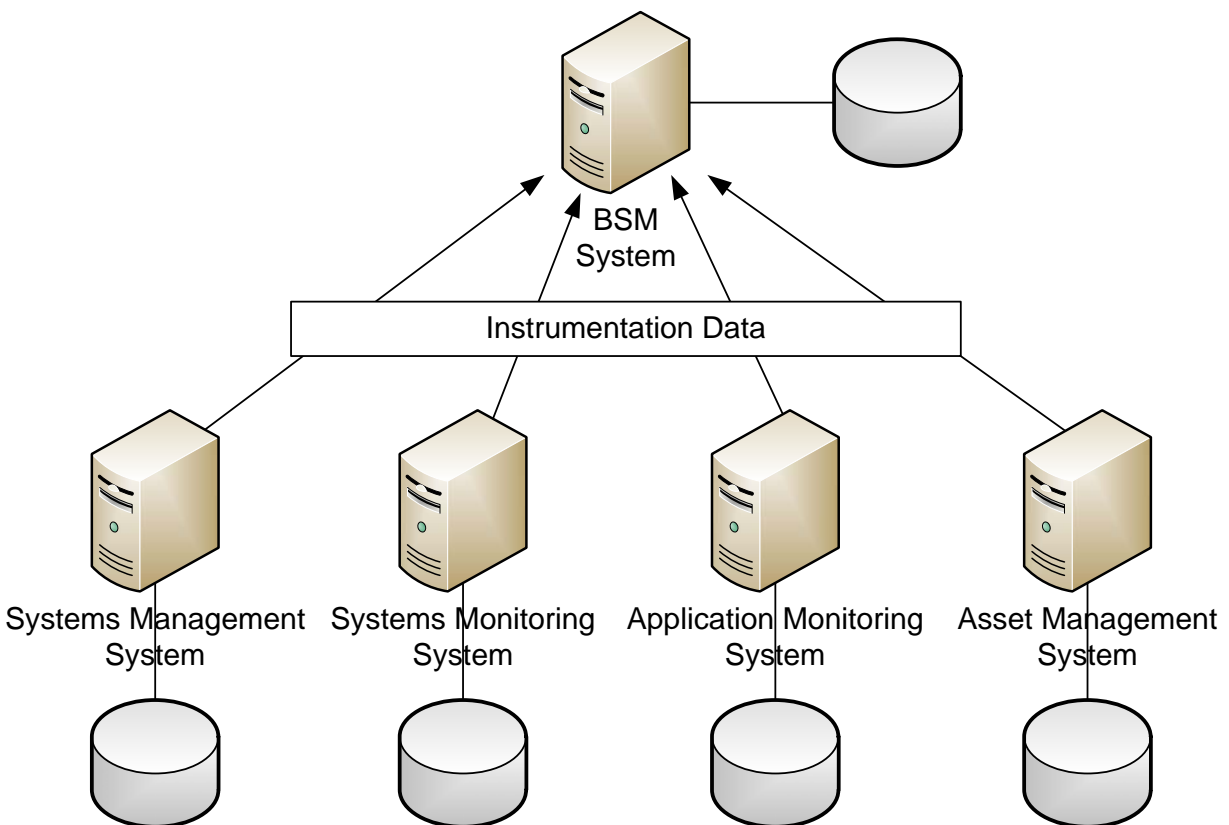 BSM
System
Instrumentation Data
Systems Management
System
Systems Monitoring
System
Application Monitoring
System
Asset Management
System